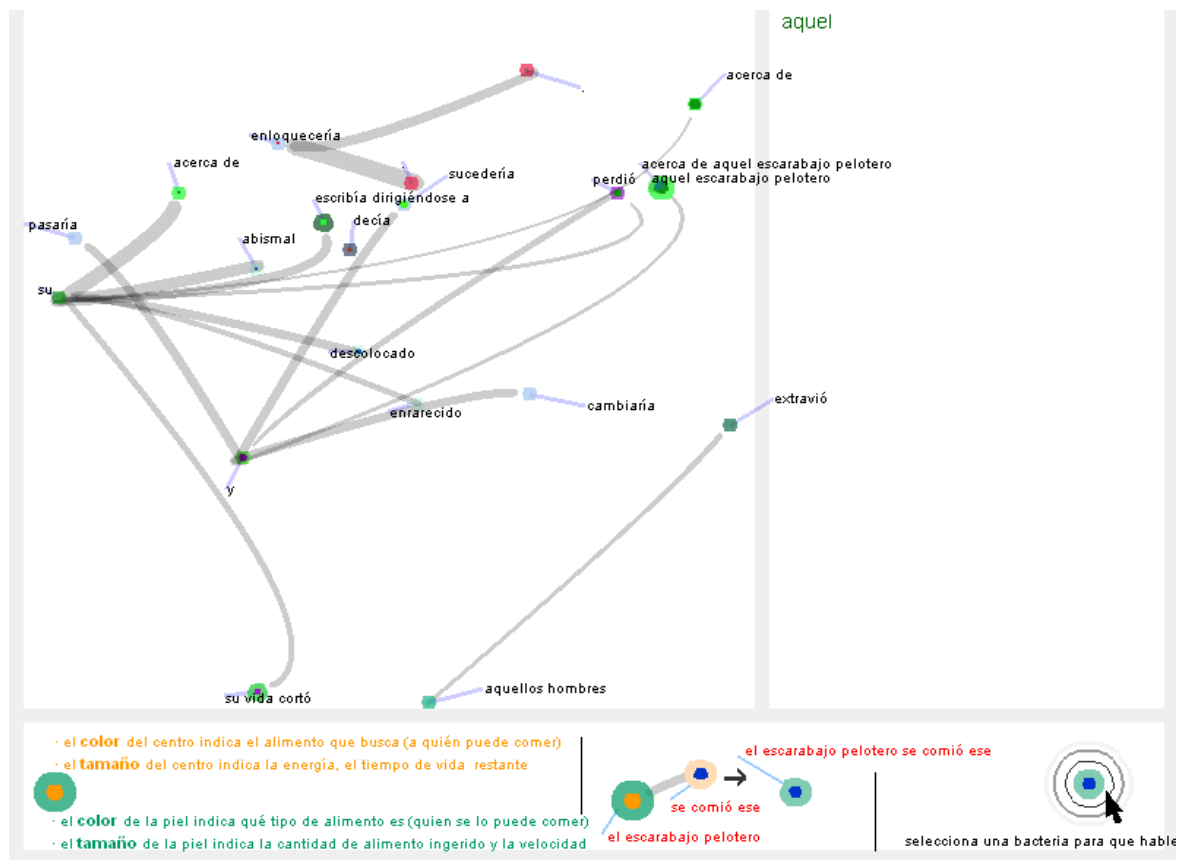 aquel
.
acerca de
enloquecería
acerca de
.
sucedería
acerca de aquel escarabajo pelotero
perdió
aquel escarabajo pelotero
escribía dirigiéndose a
pasaría
decía
abismal
su
descolocado
enrarecido
cambiaría
extravió
y
su vida cortó
aquellos hombres
· el color del centro indica el alimento que busca (a quién puede comer)
· el tamaño del centro indica la energía, el tiempo de vida restante
· el color de la piel indica qué tipo de alimento es (quien se lo puede comer)
· el tamaño de la piel indica la cantidad de alimento ingerido y la velocidad
el escarabajo pelotero se comió ese
se comió ese
el escarabajo pelotero
selecciona una bacteria para que hable